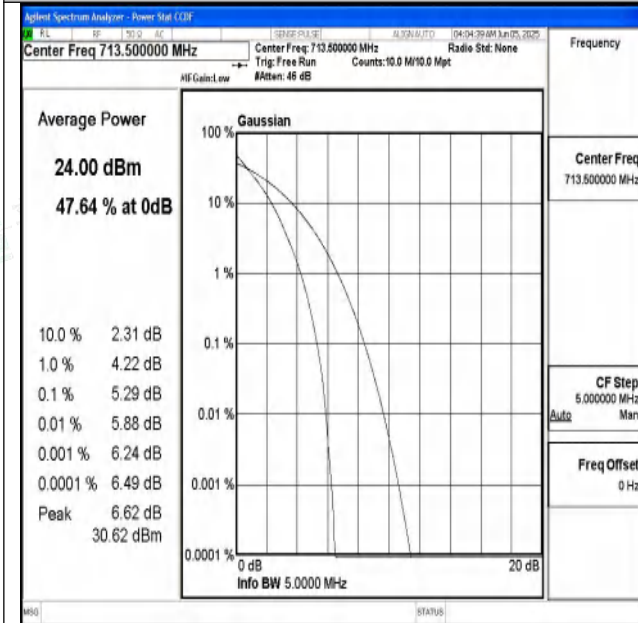 Agilent Spectrum Analyzer - Power Stat CCDF
RL RF 50 Ω AC SENSE:PULSE ALIGN AUTO 04:04:39 AM Jun 05, 2025
Center Freq 713.500000 MHz
Center Freq: 713.500000 MHz Radio Std: None
Trig: Free Run Counts:10.0 M/10.0 Mpt
#IFGain:Low #Atten: 46 dB
Frequency
Average Power
24.00 dBm
47.64 % at 0dB
10.0 % 2.31 dB
1.0 % 4.22 dB
0.1 % 5.29 dB
0.01 % 5.88 dB
0.001 % 6.24 dB
0.0001 % 6.49 dB
Peak 6.62 dB
30.62 dBm
Gaussian
100 %
10 %
1 %
0.1 %
0.01 %
0.001 %
0.0001 %
0 dB 20 dB
Info BW 5.0000 MHz
Center Freq
713.500000 MHz
CF Step
5.000000 MHz
Auto Man
Freq Offset
0 Hz
MSG STATUS